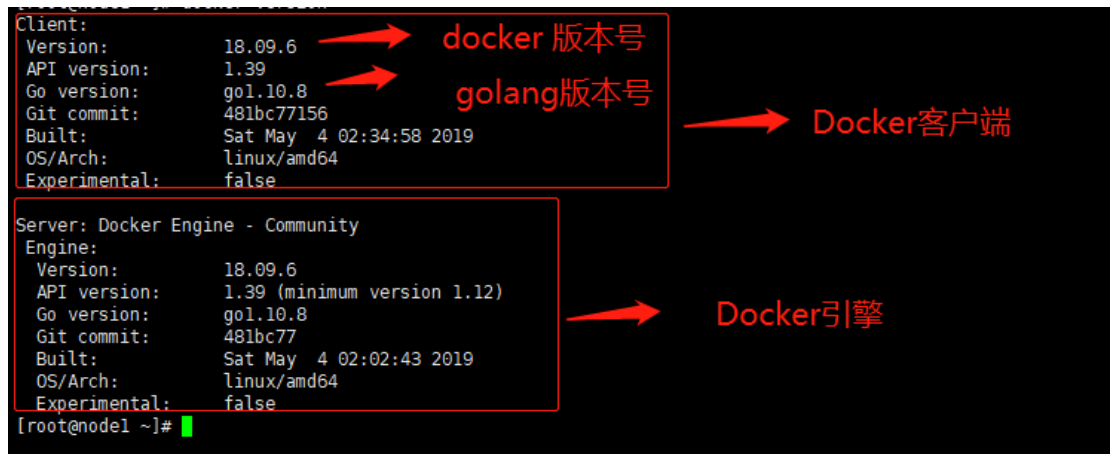 [root@node1 ~]# docker version
Client:
Version: 18.09.6
docker 版本号
API version: 1.39
Go version: go1.10.8
golang版本号
Git commit: 481bc77156
Built: Sat May 4 02:34:58 2019
OS/Arch: linux/amd64
Experimental: false
Docker客户端
Server: Docker Engine - Community
Engine:
Version: 18.09.6
API version: 1.39 (minimum version 1.12)
Go version: go1.10.8
Git commit: 481bc77
Built: Sat May 4 02:02:43 2019
OS/Arch: linux/amd64
Experimental: false
Docker引擎
[root@node1 ~]#